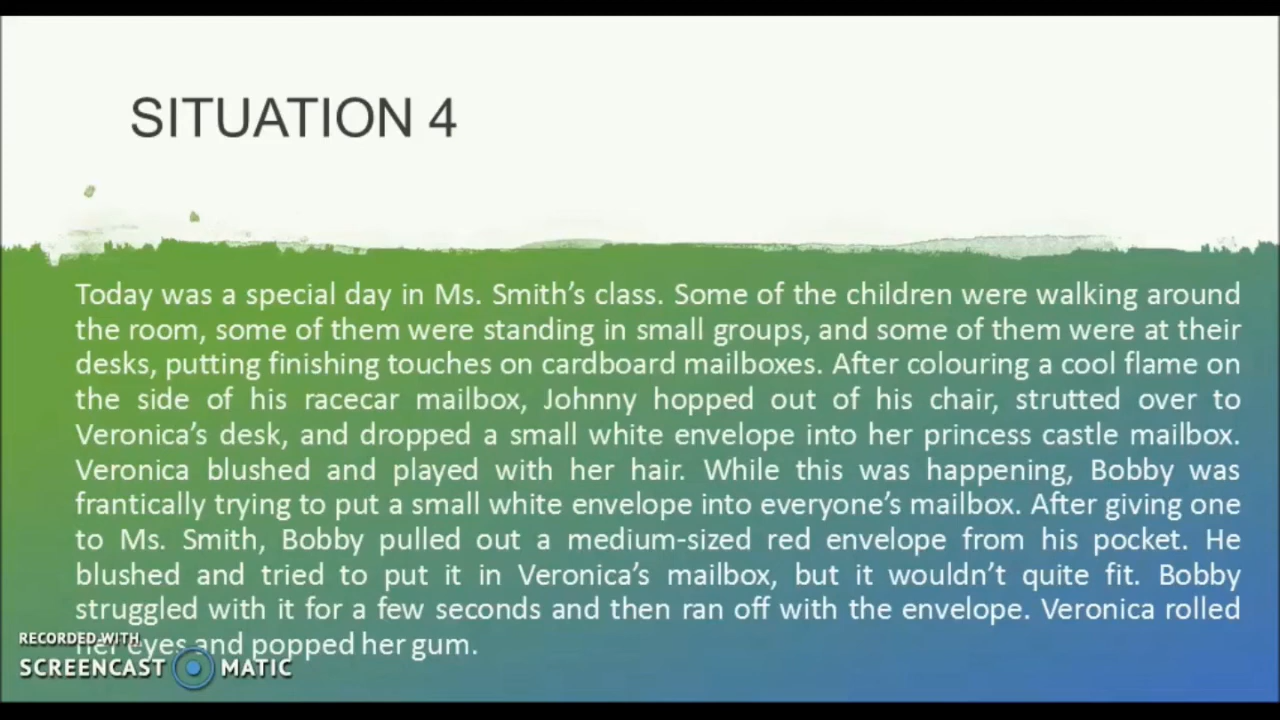 SITUATION 4
Today was a special day in Ms. Smith's class. Some of the children were walking around
the room, some of them were standing in small groups, and some of them were at their
desks, putting finishing touches on cardboard mailboxes. After colouring a cool flame on
the side of his racecar mailbox, Johnny hopped out of his chair, strutted over to
Veronica's desk, and dropped a small white envelope into her princess castle mailbox.
Veronica blushed and played with her hair. While this was happening, Bobby was
frantically trying to put a small white envelope into everyone's mailbox. After giving one
to Ms. Smith, Bobby pulled out a medium-sized red envelope from his pocket. He
blushed and tried to put it in Veronica's mailbox, but it wouldn't quite fit. Bobby
struggled with it for a few seconds and then ran off with the envelope. Veronica rolled
her eyes and popped her gum.
RECORDED WITH
SCREENCAST MATIC